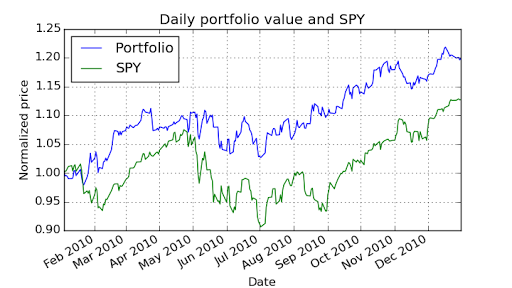 Daily portfolio value and SPY
1.25
1.20
1.15
1.10
1.05
1.00
0.95
0.90
Normalized price
Portfolio
SPY
Feb 2010
Mar 2010
Apr 2010
May 2010
Jun 2010
Jul 2010
Aug 2010
Sep 2010
Oct 2010
Nov 2010
Dec 2010
Date